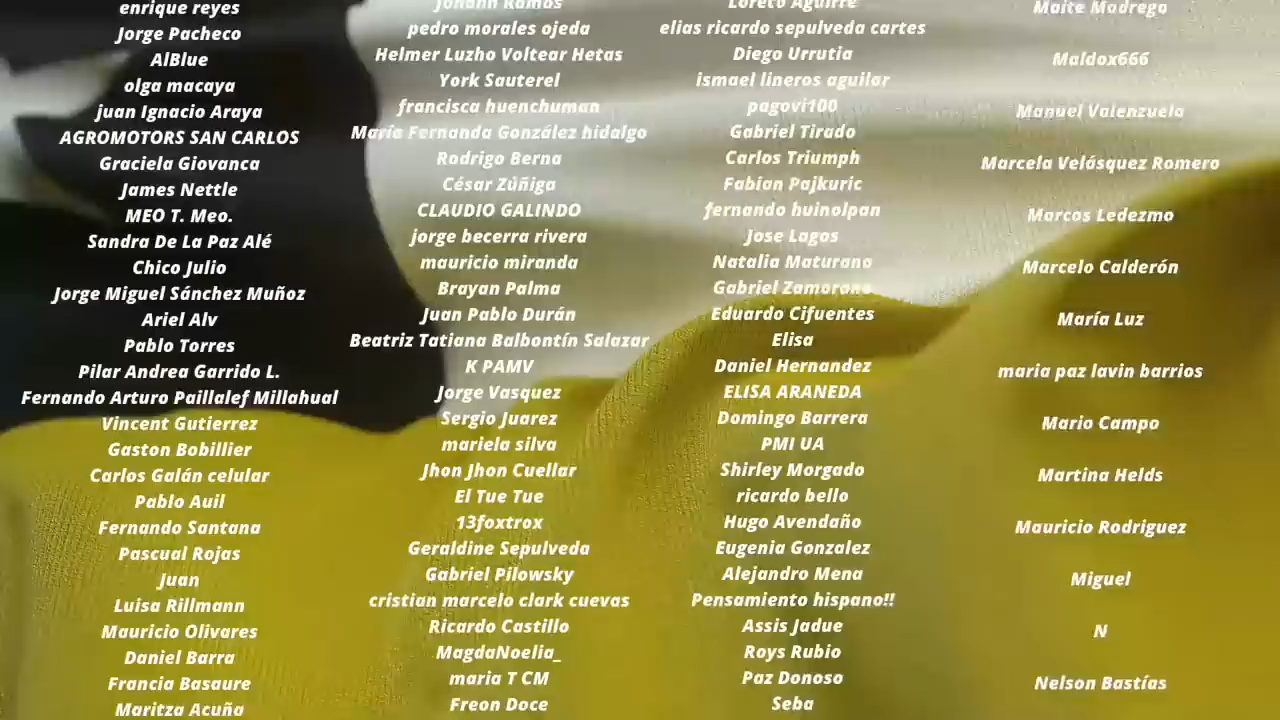 enrique reyes
Jorge Pacheco
AlBlue
olga macaya
juan Ignacio Araya
AGROMOTORS SAN CARLOS
Graciela Giovanca
James Nettle
MEO T. Meo.
Sandra De La Paz Alé
Chico Julio
Jorge Miguel Sánchez Muñoz
Ariel Alv
Pablo Torres
Pilar Andrea Garrido L.
Fernando Arturo Paillalef Millahual
Vincent Gutierrez
Gaston Bobillier
Carlos Galán celular
Pablo Auil
Fernando Santana
Pascual Rojas
Juan
Luisa Rillmann
Mauricio Olivares
Daniel Barra
Francia Basaure
Maritza Acuña
Johann Ramos
pedro morales ojeda
Helmer Luzho Voltear Hetas
York Sauterel
francisca huenchuman
María Fernanda González hidalgo
Rodrigo Berna
César Zúñiga
CLAUDIO GALINDO
jorge becerra rivera
mauricio miranda
Brayan Palma
Juan Pablo Durán
Beatriz Tatiana Balbontín Salazar
K PAMV
Jorge Vasquez
Sergio Juarez
mariela silva
Jhon Jhon Cuellar
El Tue Tue
13foxtrox
Geraldine Sepulveda
Gabriel Pilowsky
cristian marcelo clark cuevas
Ricardo Castillo
MagdaNoelia_
maria T CM
Freon Doce
Loreto Aguirre
elias ricardo sepulveda cartes
Diego Urrutia
ismael lineros aguilar
pagovi100
Gabriel Tirado
Carlos Triumph
Fabian Pajkuric
fernando huinolpan
Jose Lagos
Natalia Maturano
Gabriel Zamorano
Eduardo Cifuentes
Elisa
Daniel Hernandez
ELISA ARANEDA
Domingo Barrera
PMI UA
Shirley Morgado
ricardo bello
Hugo Avendaño
Eugenia Gonzalez
Alejandro Mena
Pensamiento hispano!!
Assis Jadue
Roys Rubio
Paz Donoso
Seba
Maite Madrego
Maldox666
Manuel Valenzuela
Marcela Velásquez Romero
Marcos Ledezmo
Marcelo Calderón
María Luz
maria paz lavin barrios
Mario Campo
Martina Helds
Mauricio Rodriguez
Miguel
N
Nelson Bastías